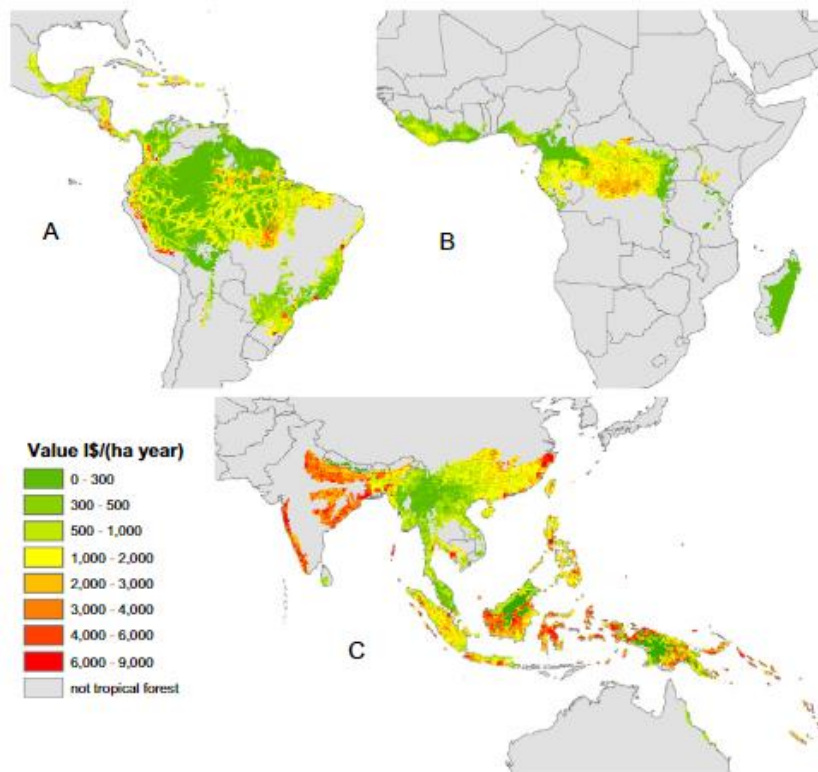 A
B
Value I$/(ha year)
0 - 300
300 - 500
500 - 1,000
1,000 - 2,000
2,000 - 3,000
3,000 - 4,000
4,000 - 6,000
6,000 - 9,000
not tropical forest
C